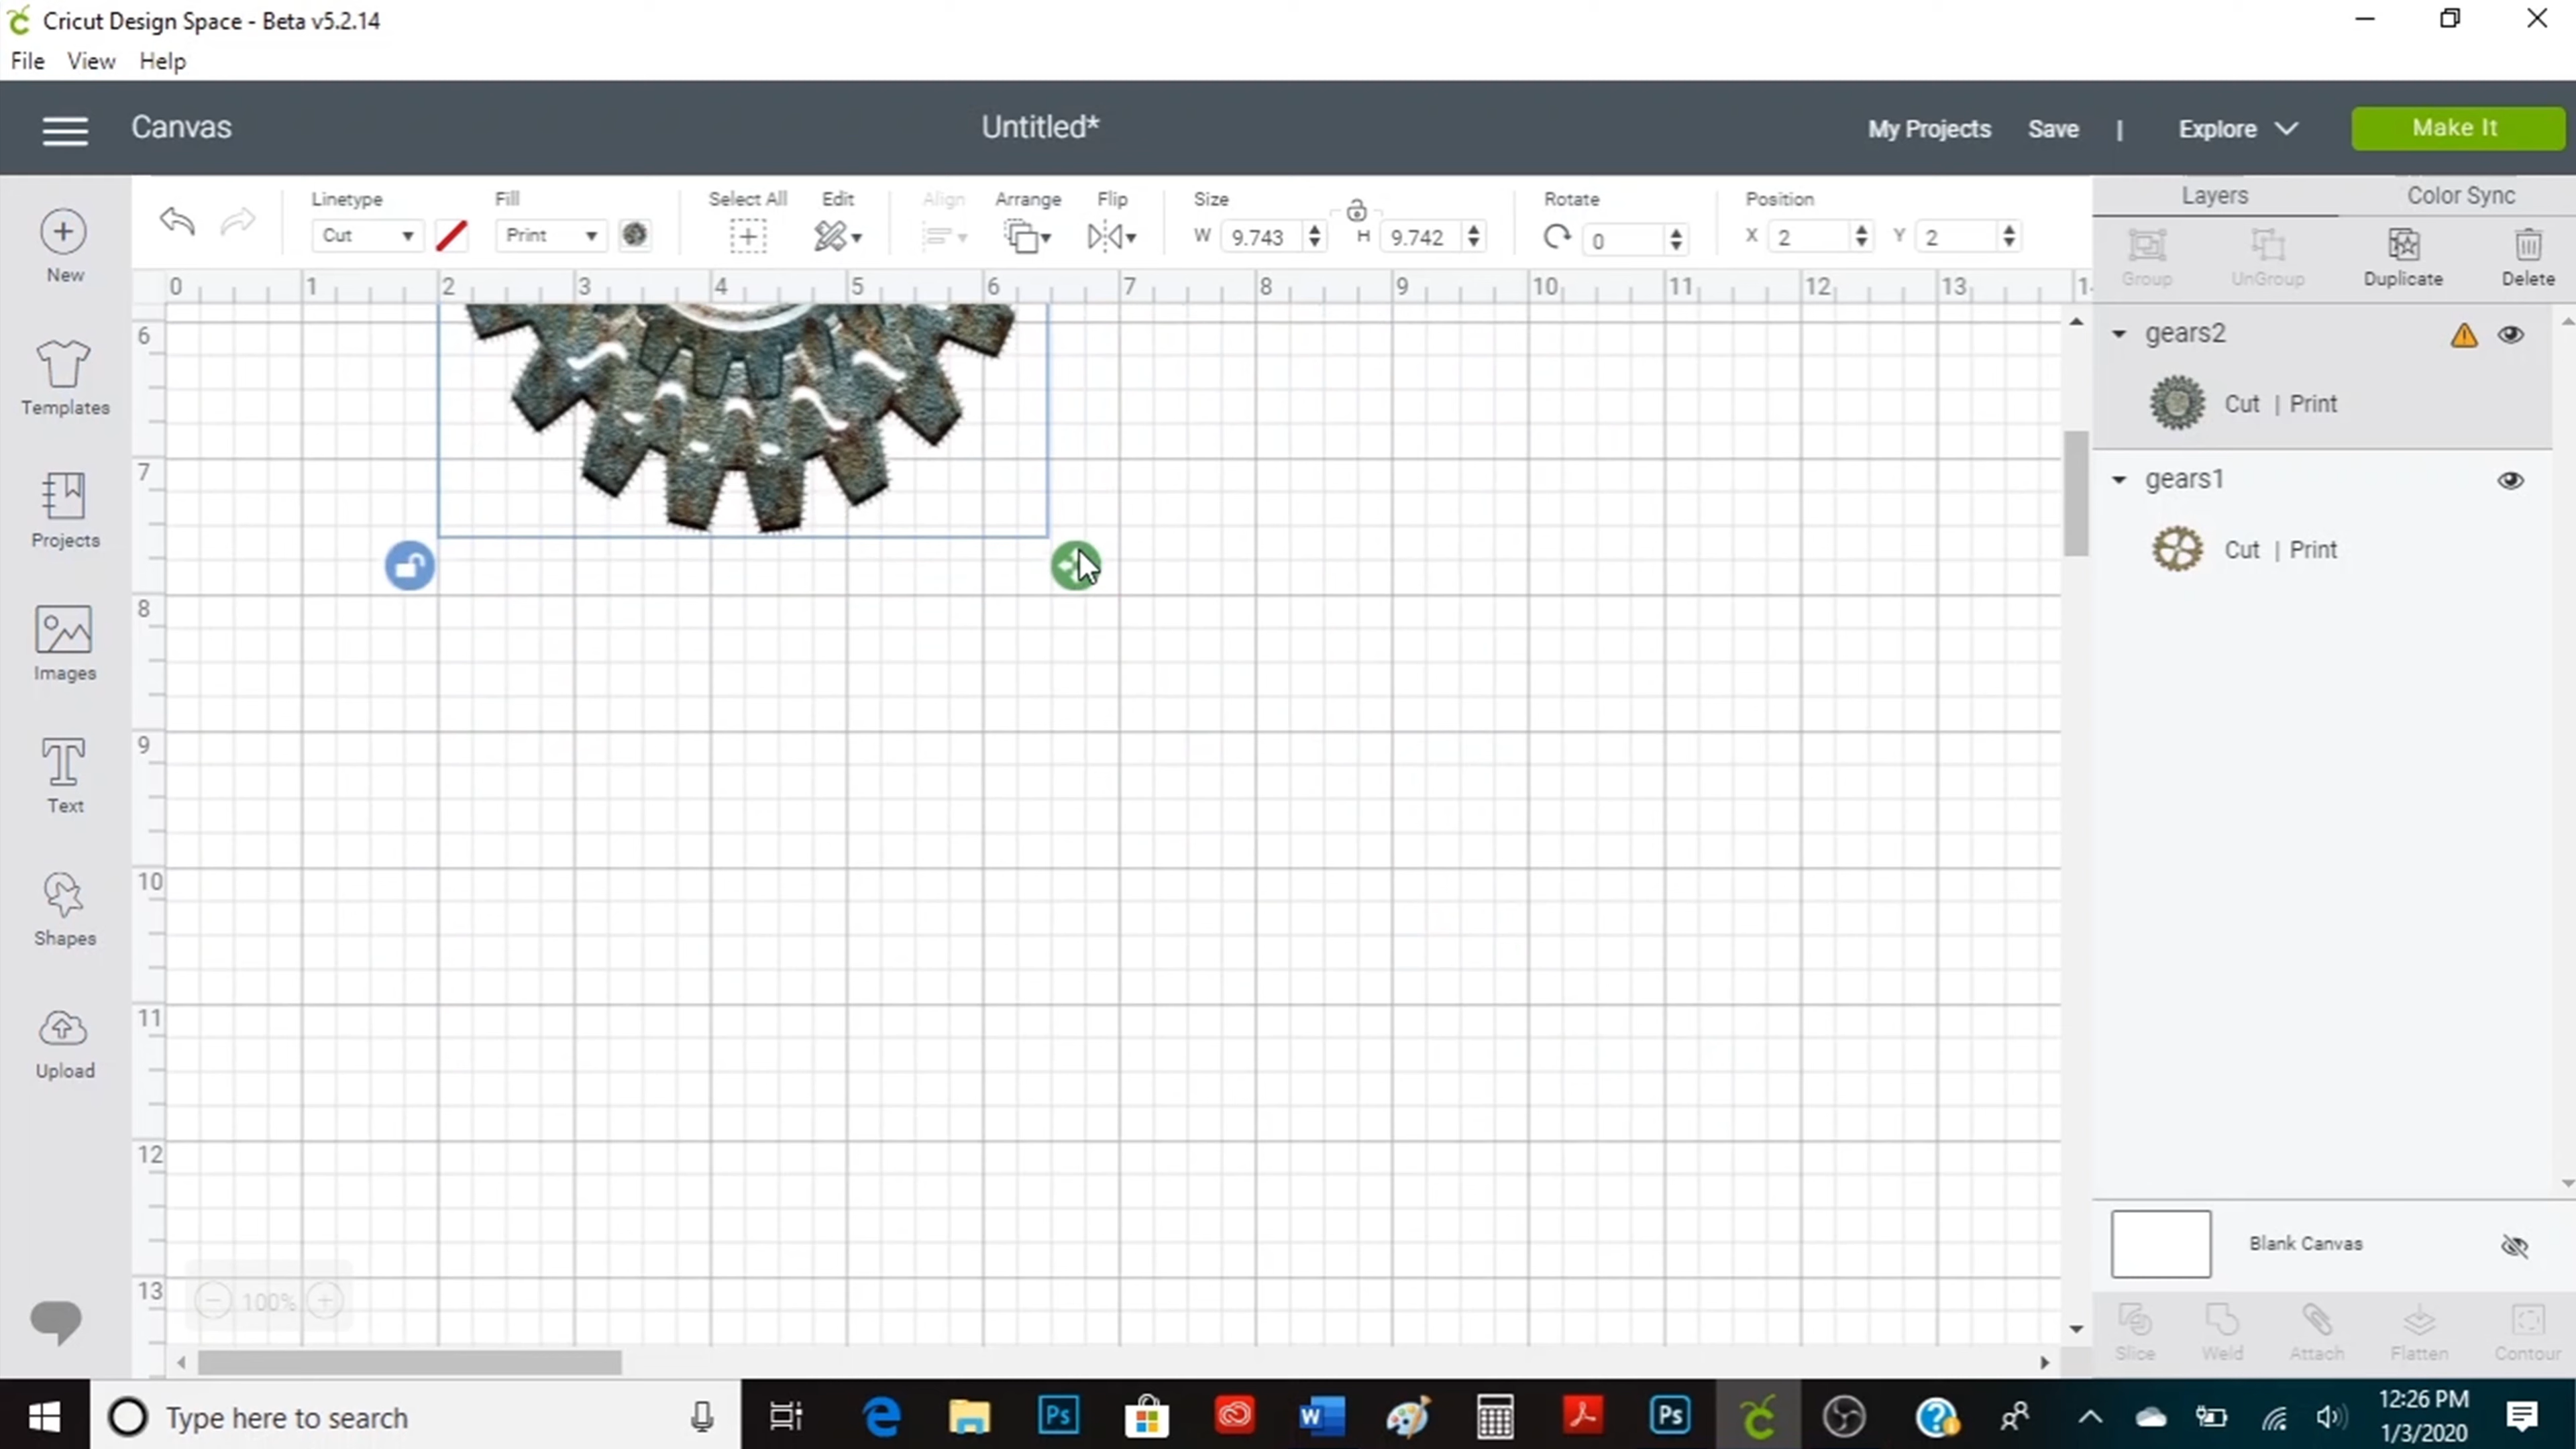 Cricut Design Space - Beta v5.2.14
File View Help
Canvas
Untitled*
My Projects Save | Explore Make It
Linetype Fill Select All Edit Align Arrange Flip Size Rotate Position
Cut Print W 9.743 H 9.742 0 X 2 Y 2
Layers Color Sync
Group UnGroup Duplicate Delete
New
Templates
Projects
Images
Text
Shapes
Upload
0 1 2 3 4 5 6 7 8 9 10 11 12 13 1
6
7
8
9
10
11
12
13
100%
gears2
Cut | Print
gears1
Cut | Print
Blank Canvas
Slice Weld Attach Flatten Contour
Type here to search
Ps
W
Ps
?
12:26 PM
1/3/2020